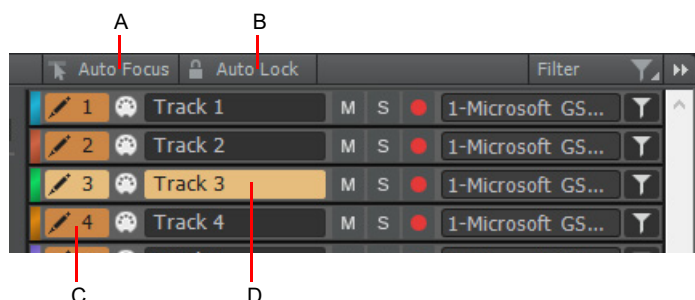 A B
Auto Focus Auto Lock Filter
1 Track 1 M S 1-Microsoft GS...
2 Track 2 M S 1-Microsoft GS...
3 Track 3 M S 1-Microsoft GS...
4 Track 4 M S 1-Microsoft GS...
C D